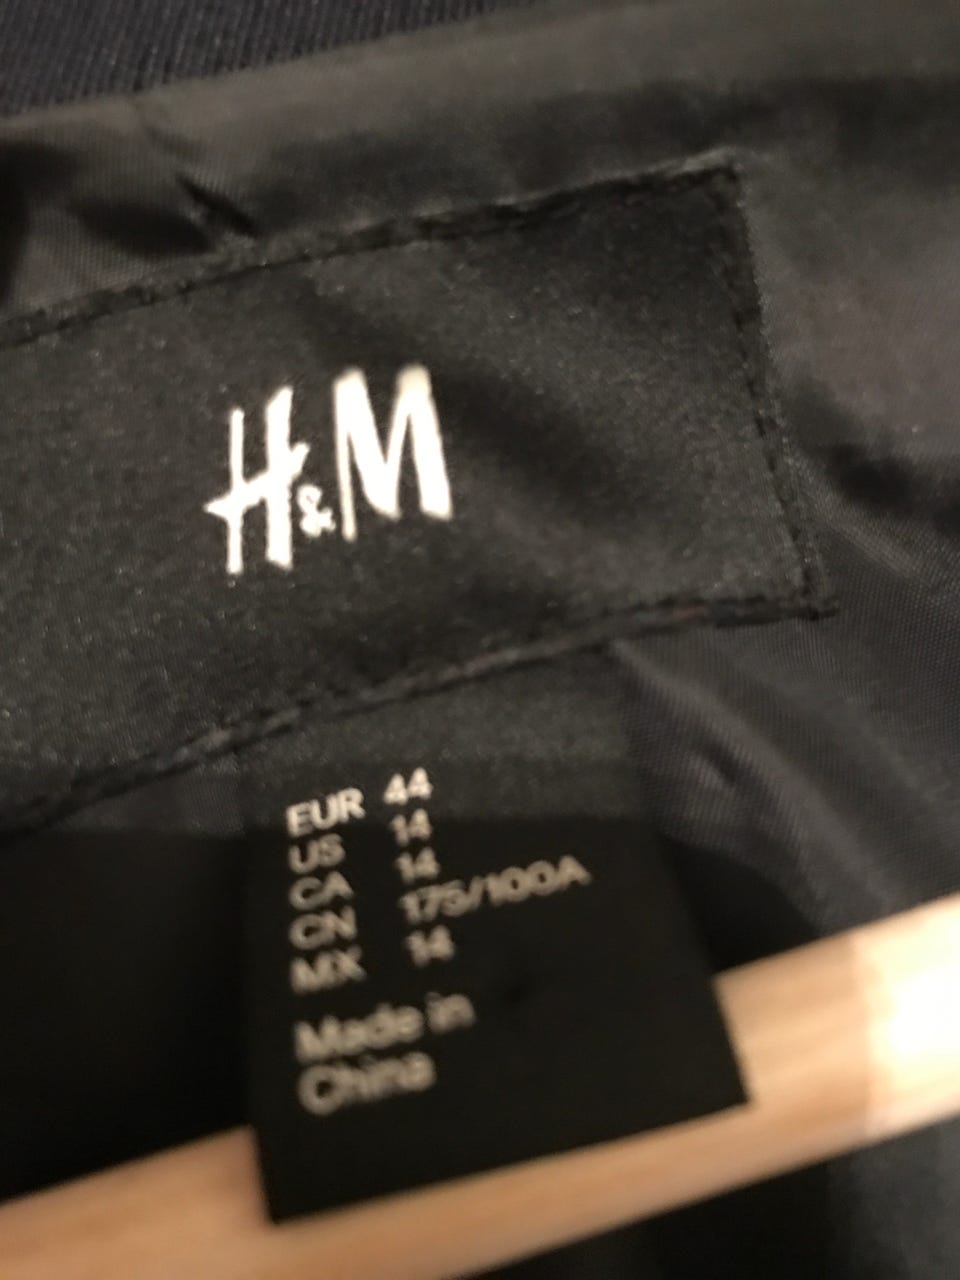 H&M
EUR 44
US 14
CA 14
CN 175/100A
MX 14
Made in
China